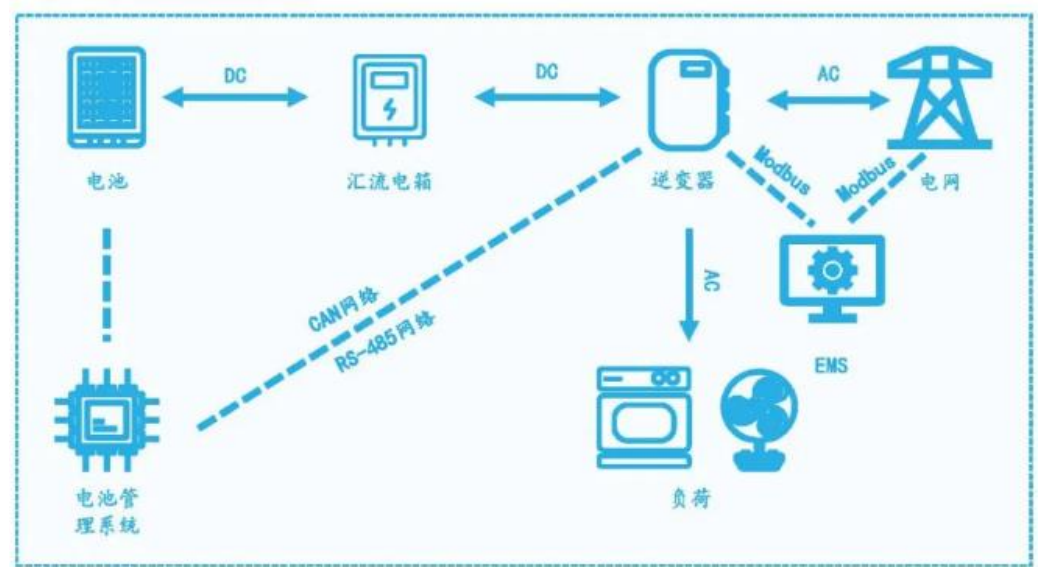 DC
DC
AC
电池
汇流电箱
逆变器
电网
Modbus
Modbus
AC
CAN网络
RS-485网络
EMS
电池管
理系统
负荷